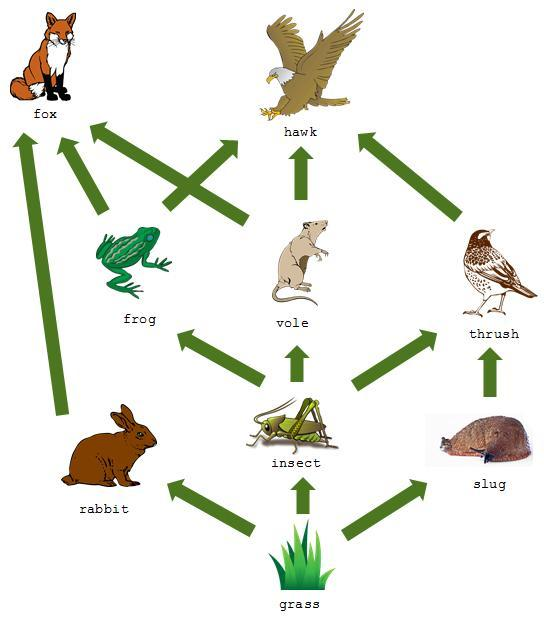 fox
hawk
frog
vole
thrush
insect
slug
rabbit
grass